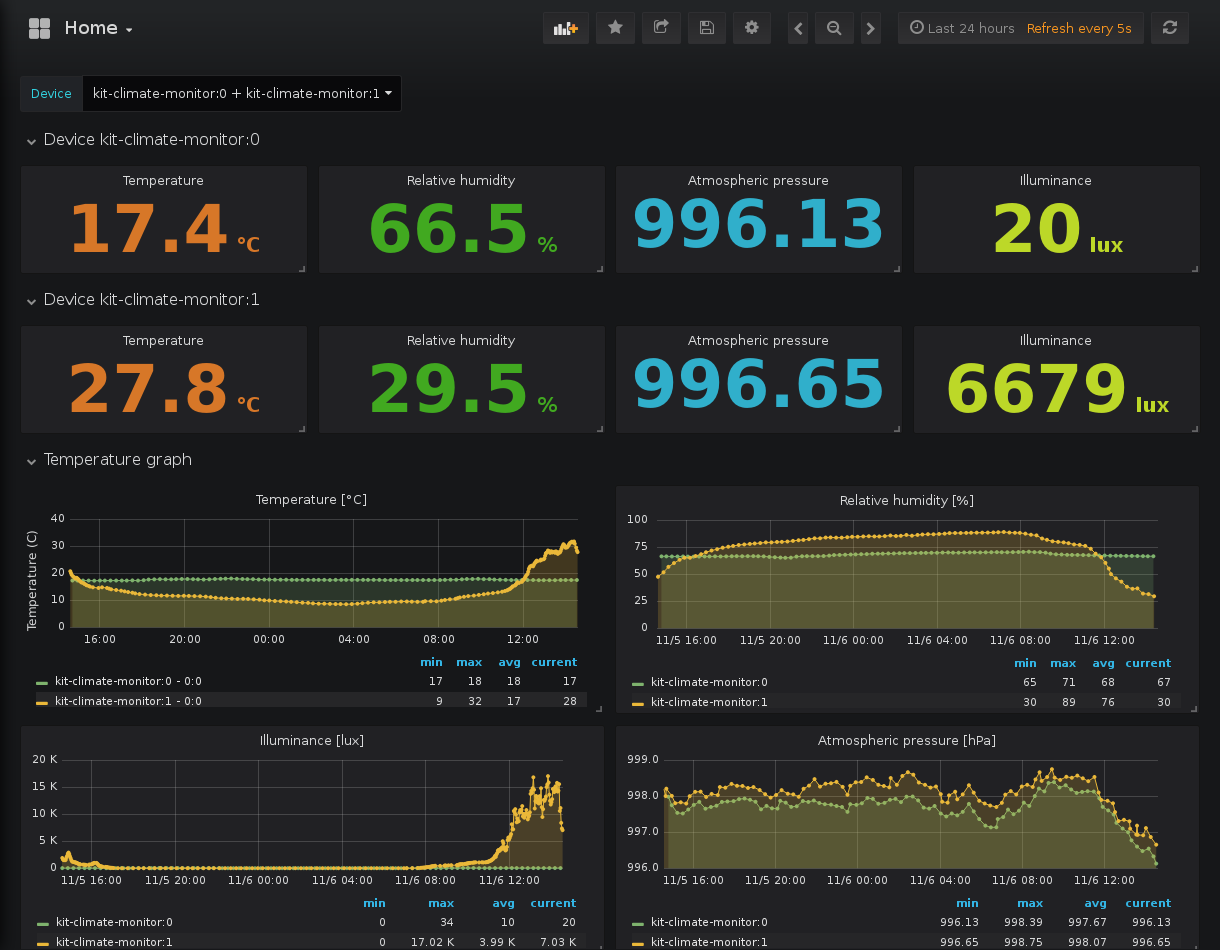 Home
Last 24 hours Refresh every 5s
Device kit-climate-monitor:0 + kit-climate-monitor:1
Device kit-climate-monitor:0
Temperature Relative humidity Atmospheric pressure Illuminance
17.4 °C 66.5 % 996.13 20 lux
Device kit-climate-monitor:1
Temperature Relative humidity Atmospheric pressure Illuminance
27.8 °C 29.5 % 996.65 6679 lux
Temperature graph
Temperature [°C]
Temperature (C)
40
30
20
10
0
16:00 20:00 00:00 04:00 08:00 12:00
min max avg current
kit-climate-monitor:0 - 0:0 17 18 18 17
kit-climate-monitor:1 - 0:0 9 32 17 28
Relative humidity [%]
100
75
50
25
0
11/5 16:00 11/5 20:00 11/6 00:00 11/6 04:00 11/6 08:00 11/6 12:00
min max avg current
kit-climate-monitor:0 65 71 68 67
kit-climate-monitor:1 30 89 76 30
Illuminance [lux]
20 K
15 K
10 K
5 K
0
11/5 16:00 11/5 20:00 11/6 00:00 11/6 04:00 11/6 08:00 11/6 12:00
min max avg current
kit-climate-monitor:0 0 34 10 20
kit-climate-monitor:1 0 17.02 K 3.99 K 7.03 K
Atmospheric pressure [hPa]
999.0
998.0
997.0
996.0
11/5 16:00 11/5 20:00 11/6 00:00 11/6 04:00 11/6 08:00 11/6 12:00
min max avg current
kit-climate-monitor:0 996.13 998.39 997.67 996.13
kit-climate-monitor:1 996.65 998.75 998.07 996.65